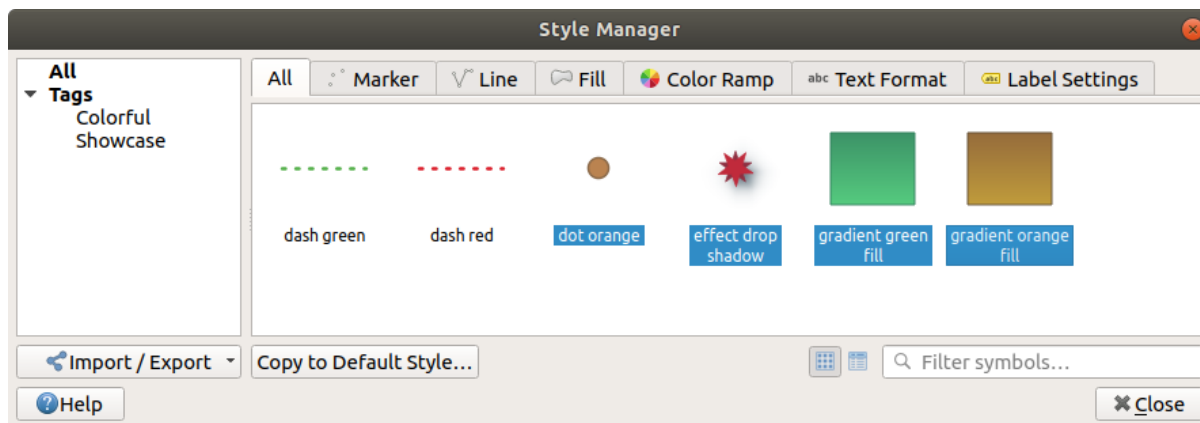 Style Manager
All
Tags
Colorful
Showcase
All
Marker
Line
Fill
Color Ramp
abc Text Format
abc Label Settings
dash green
dash red
dot orange
effect drop
shadow
gradient green
fill
gradient orange
fill
Import / Export
Copy to Default Style...
Filter symbols...
?Help
Close